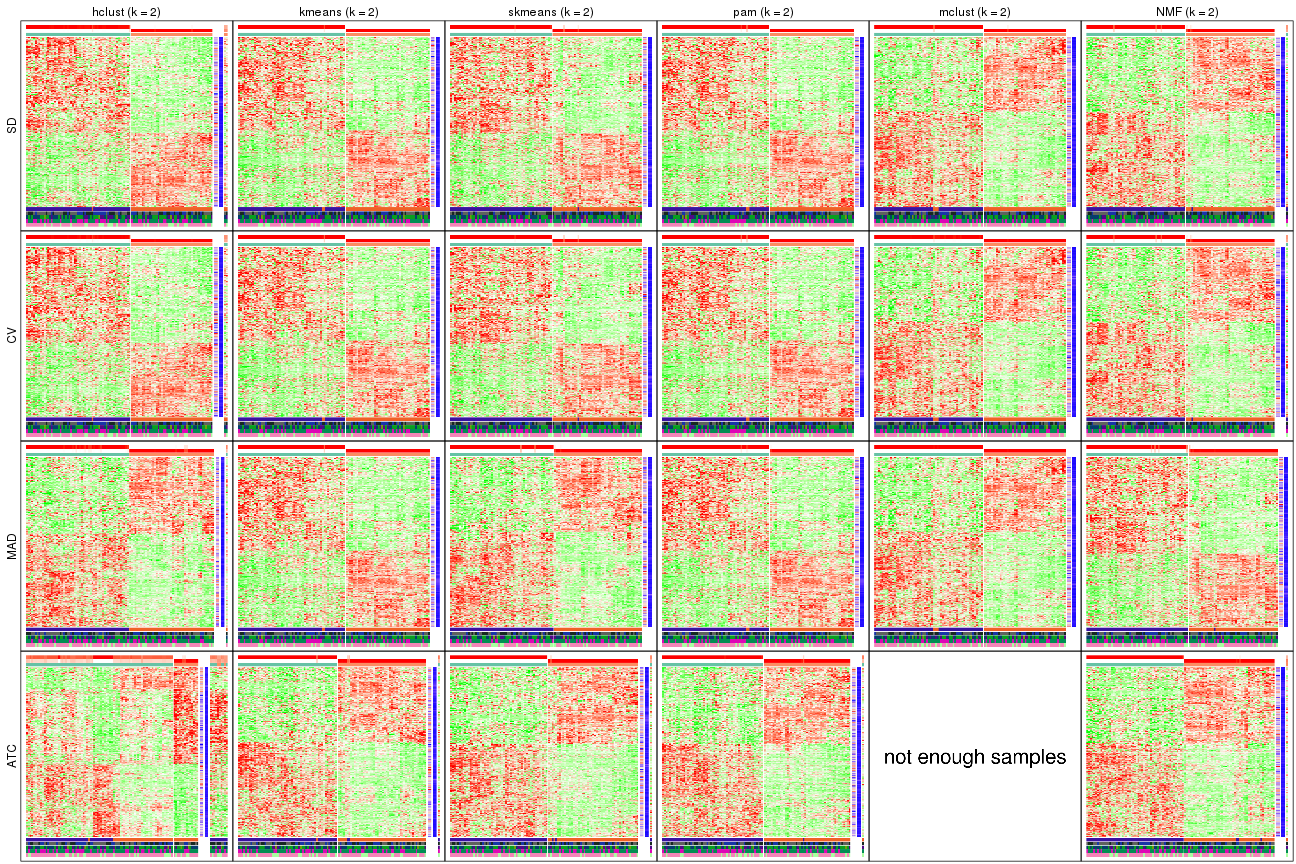 hclust (k = 2) kmeans (k = 2) skmeans (k = 2) pam (k = 2) mclust (k = 2) NMF (k = 2)
SD
CV
MAD
ATC
not enough samples